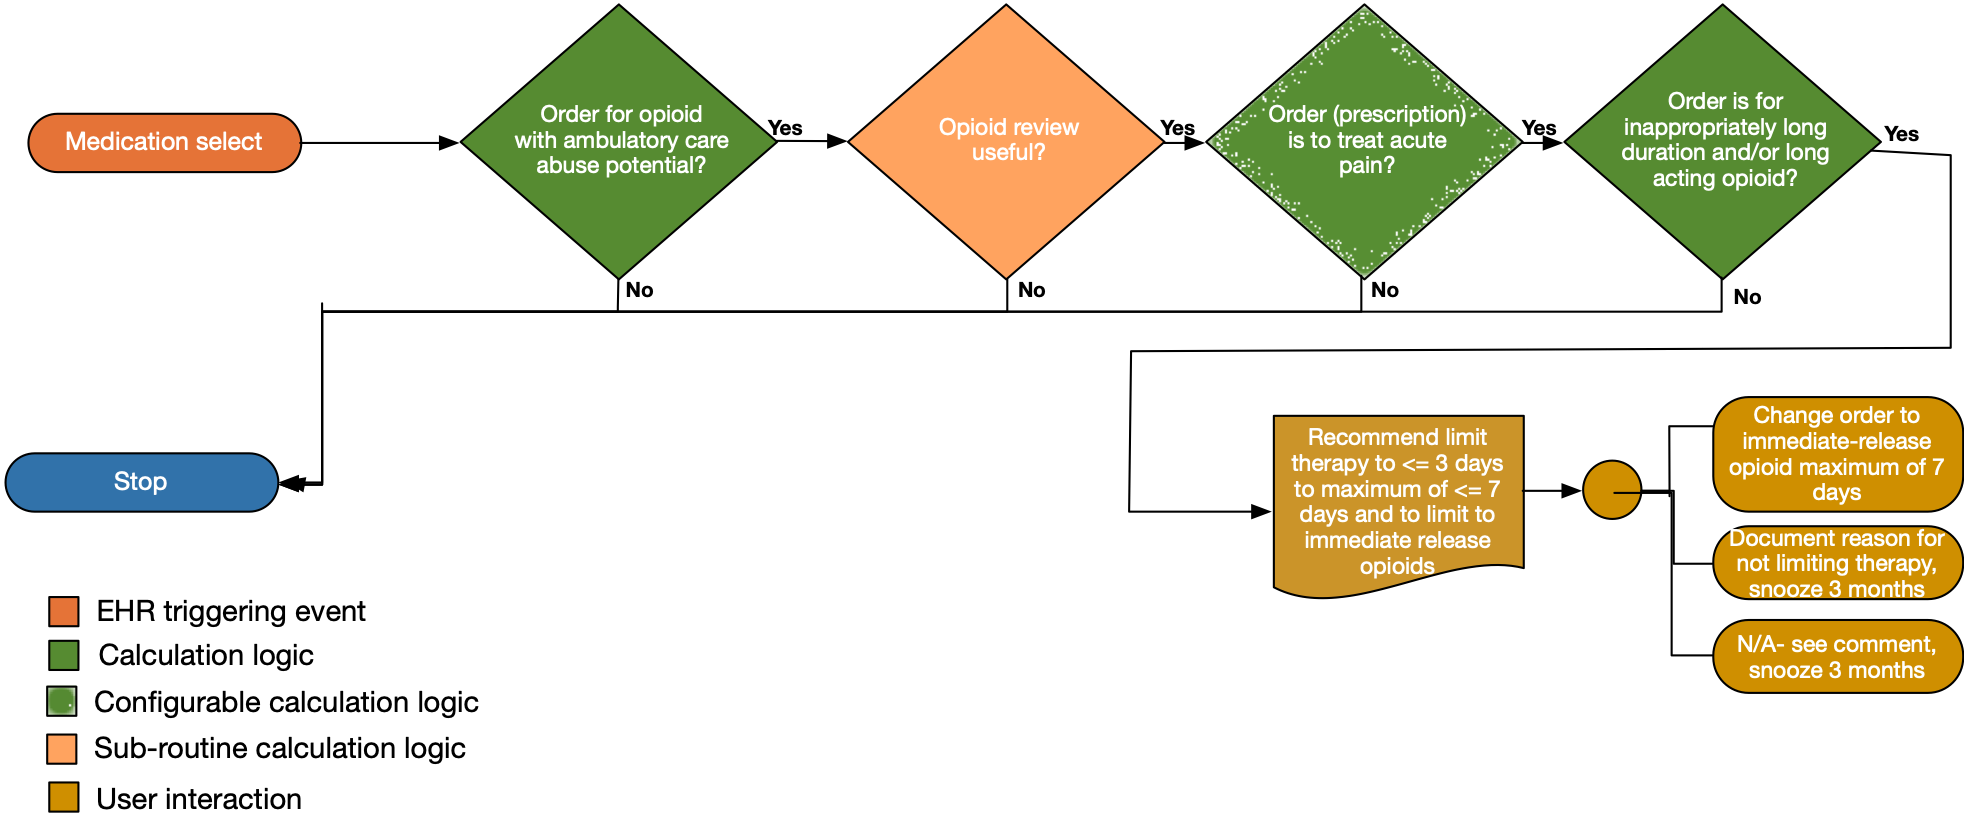 Medication select
Order for opioid
with ambulatory care
abuse potential?
Yes
No
Opioid review
useful?
Yes
No
Order (prescription)
is to treat acute
pain?
Yes
No
Order is for
inappropriately long
duration and/or long
acting opioid?
Yes
No
Stop
Recommend limit
therapy to <= 3 days
to maximum of <= 7
days and to limit to
immediate release
opioids
Change order to
immediate-release
opioid maximum of 7
days
Document reason for
not limiting therapy,
snooze 3 months
N/A- see comment,
snooze 3 months
EHR triggering event
Calculation logic
Configurable calculation logic
Sub-routine calculation logic
User interaction